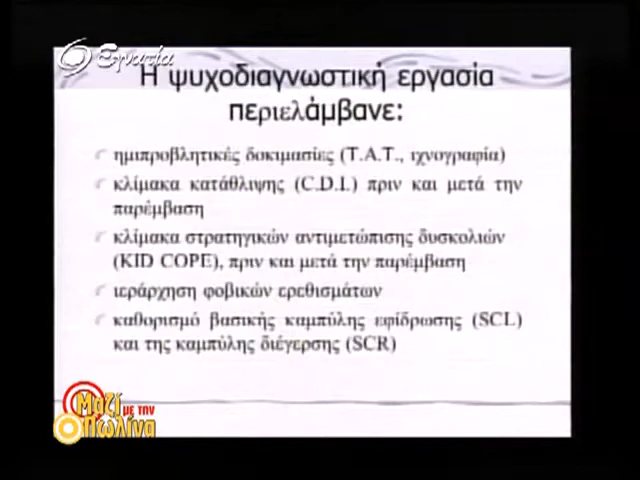 Εγνατία
Η ψυχοδιαγνωστική εργασία
περιελάμβανε:
ημιπροβλητικές δοκιμασίες (Τ.Α.Τ., ιχνογραφία)
κλίμακα κατάθλιψης (C.D.I.) πριν και μετά την
παρέμβαση
κλίμακα στρατηγικών αντιμετώπισης δυσκολιών
(KID COPE), πριν και μετά την παρέμβαση
ιεράρχηση φοβικών ερεθισμάτων
καθορισμό βασικής καμπύλης εφίδρωσης (SCL)
και της καμπύλης διέγερσης (SCR)
Μαζί
με την
Πωλίνα